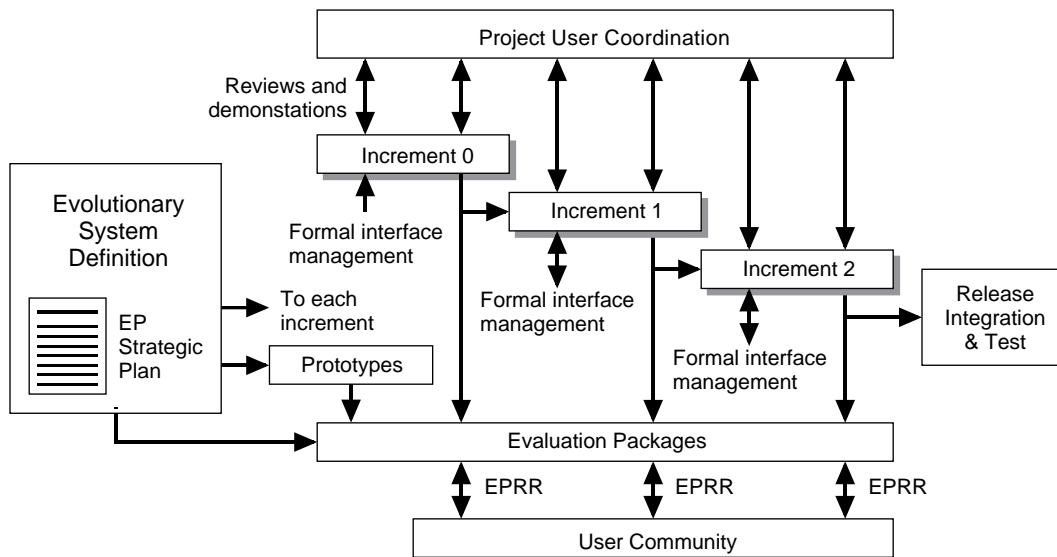 Project User Coordination
Reviews and
demonstations
Increment 0
Evolutionary
System
Definition
Formal interface
management
Increment 1
Increment 2
EP
Strategic
Plan
To each
increment
Formal interface
management
Release
Integration
& Test
Prototypes
Formal interface
management
Evaluation Packages
EPRR
EPRR
EPRR
User Community